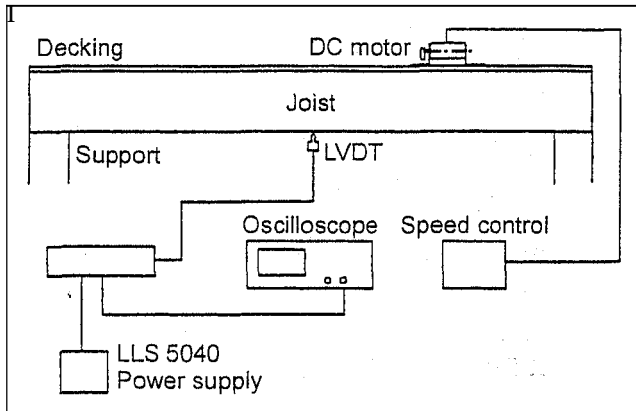 Decking
DC motor
Joist
Support
LVDT
Oscilloscope
Speed control
LLS 5040
Power supply